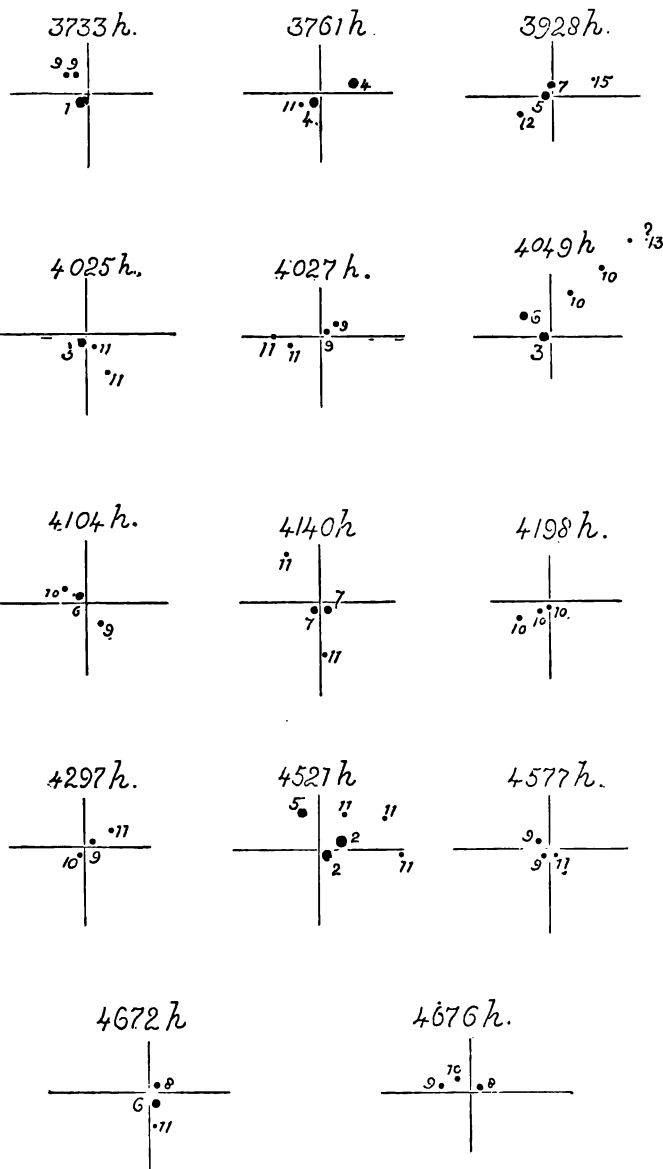 3733 h. 3761 h. 3928 h.
9 9 4 7 15
1 11 4. 5 12
4025 h. 4027 h. 4049 h ? 13
10
9 10
6
3 11 11 11 9 3
11
4104 h. 4140 h 4198 h.
11
10 7
6 7 10 10 10.
9
11
4297 h. 4527 h 4577 h.
5 11 11
11 2 9
10 9 2 11 9 11
4672 h 4676 h.
8 9 10 8
6
11